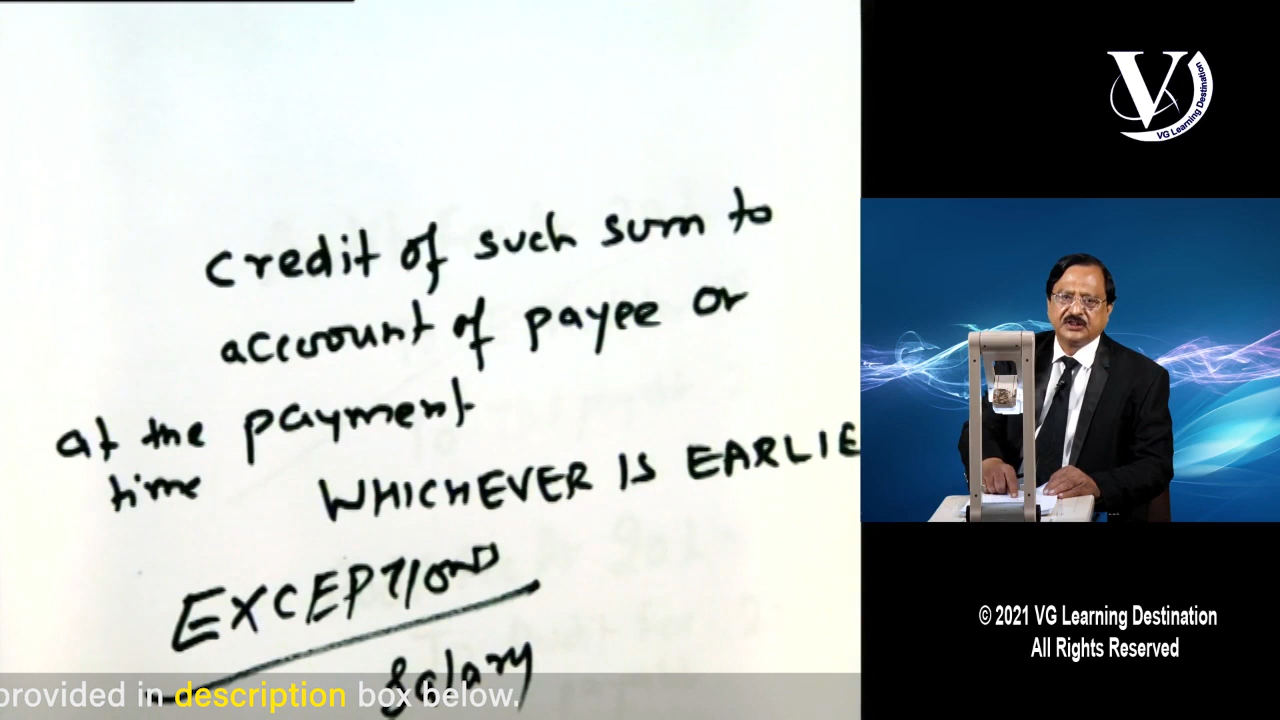 credit of such sum to
account of payee or
at the payment
time WHICHEVER IS EARLIE
EXCEPTIONS
Salary
provided in description box below.
V
VG Learning Destination
© 2021 VG Learning Destination
All Rights Reserved